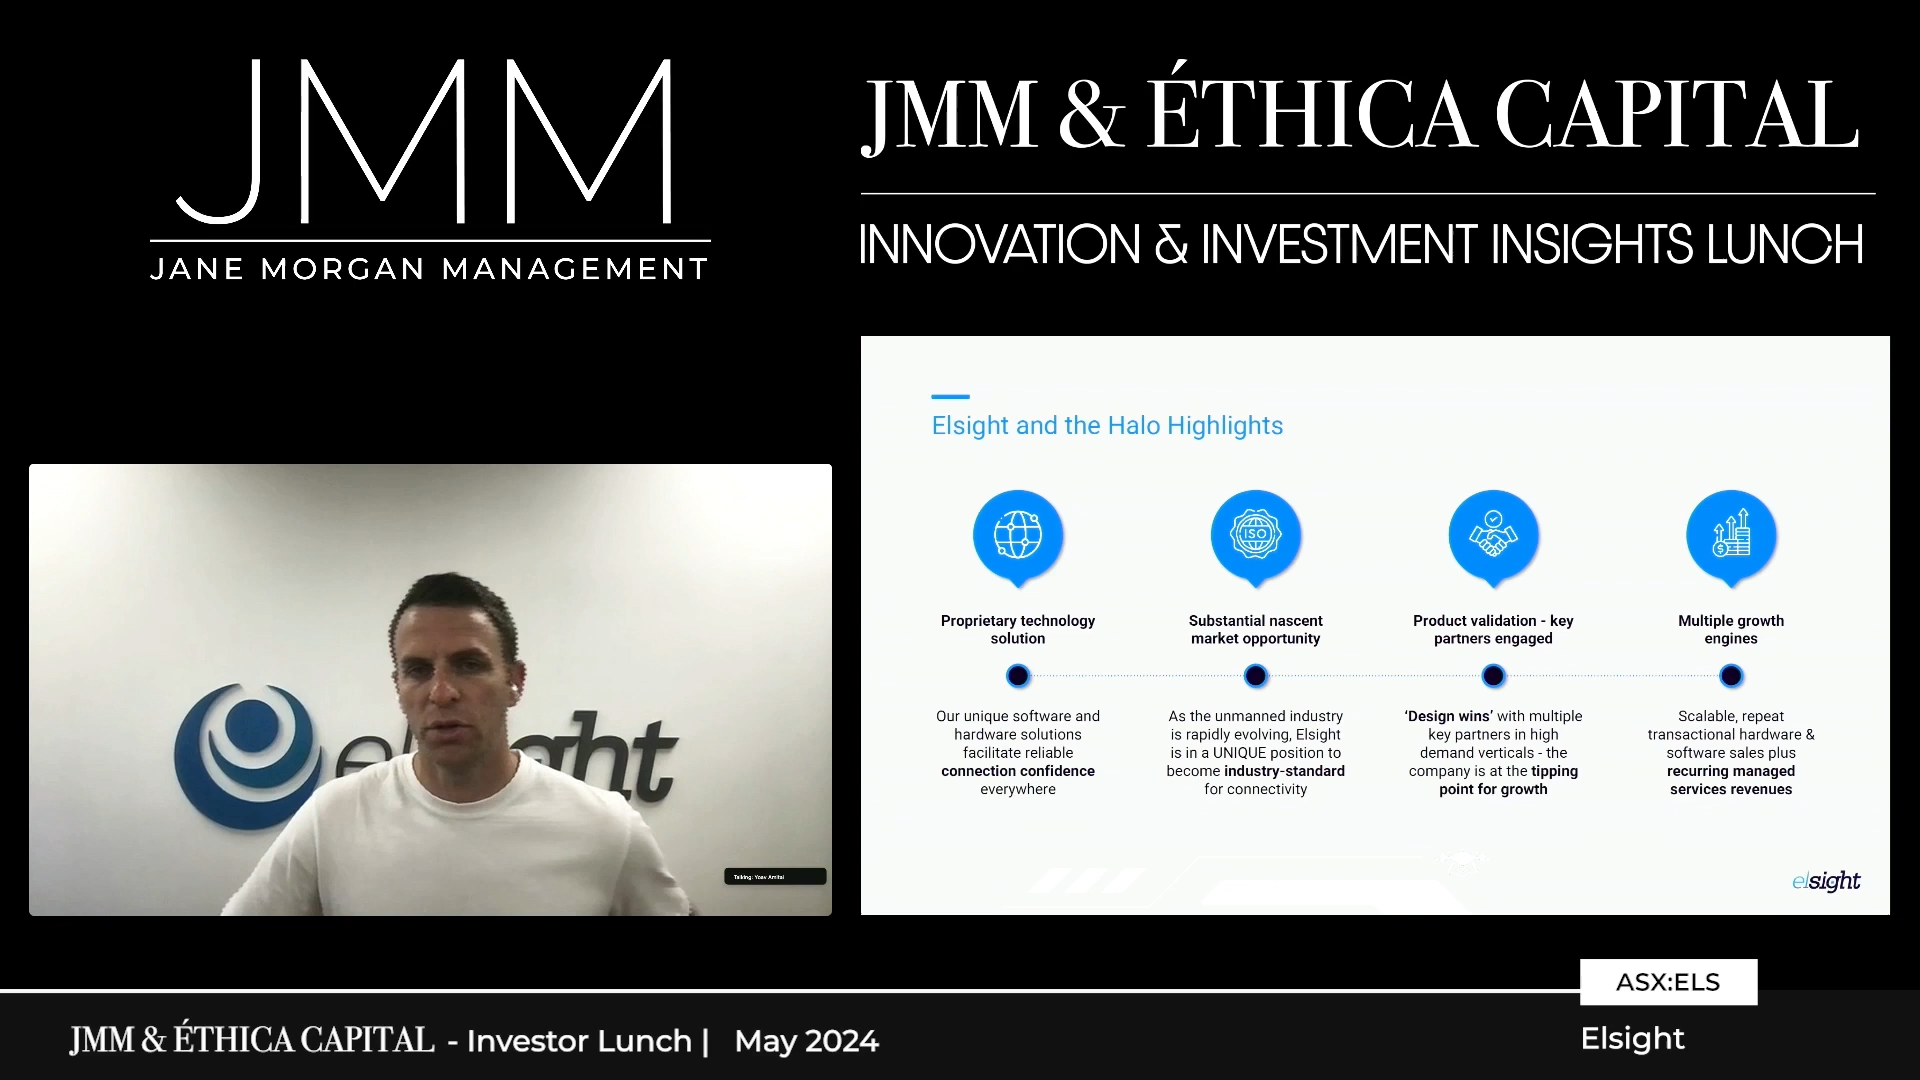 JMM
JANE MORGAN MANAGEMENT
JMM & ÉTHICA CAPITAL
INNOVATION & INVESTMENT INSIGHTS LUNCH
Elsight and the Halo Highlights
ISO
$
Proprietary technology
solution
Our unique software and
hardware solutions
facilitate reliable
connection confidence
everywhere
Substantial nascent
market opportunity
As the unmanned industry
is rapidly evolving, Elsight
is in a UNIQUE position to
become industry-standard
for connectivity
Product validation - key
partners engaged
‘Design wins’ with multiple
key partners in high
demand verticals - the
company is at the tipping
point for growth
Multiple growth
engines
Scalable, repeat
transactional hardware &
software sales plus
recurring managed
services revenues
elsight
elsight
Talking: Yoav Amitai
ASX:ELS
JMM & ÉTHICA CAPITAL - Investor Lunch | May 2024
Elsight